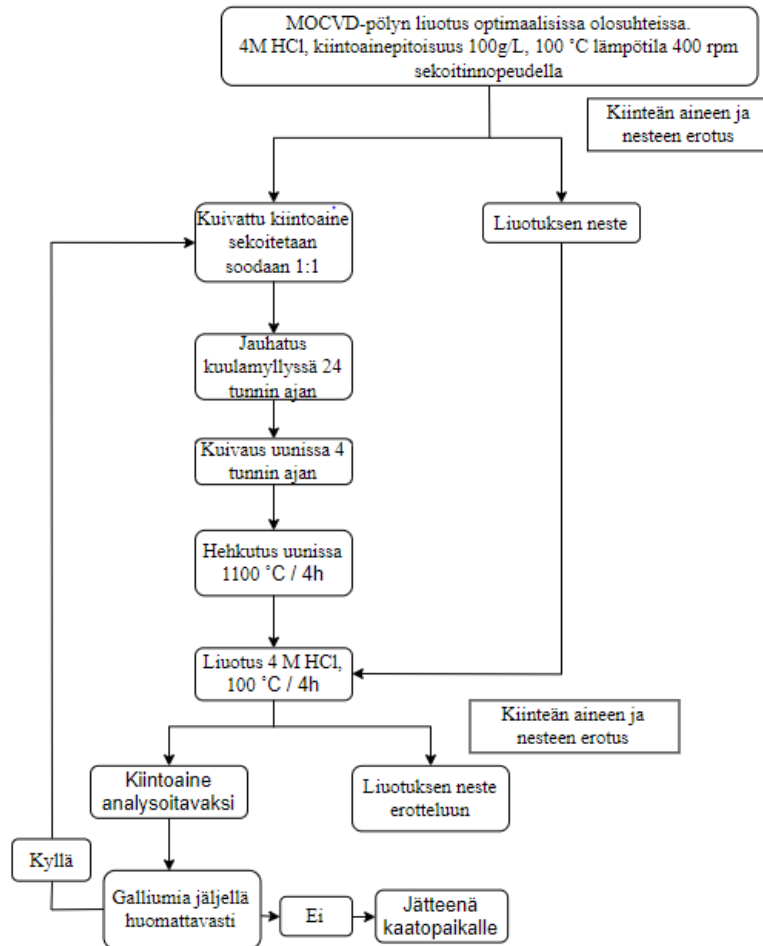 MOCVD-pölyn liuotus optimaalisissa olosuhteissa.
4M HCl, kiintoainepitoisuus 100g/L, 100 ˚C lämpötila 400 rpm
sekoitinnopeudella
Kiinteän aineen ja
nesteen erotus
Kuivattu kiintoaine
sekoitetaan
soodaan 1:1
Liuotuksen neste
Jauhatus
kuulamyllyssä 24
tunnin ajan
Kuivaus uunissa 4
tunnin ajan
Hehkutus uunissa
1100 ˚C / 4h
Liuotus 4 M HCl,
100 ˚C / 4h
Kiinteän aineen ja
nesteen erotus
Kiintoaine
analysoitavaksi
Liuotuksen neste
erotteluun
Kyllä
Galliumia jäljellä
huomattavasti
Ei
Jätteenä
kaatopaikalle